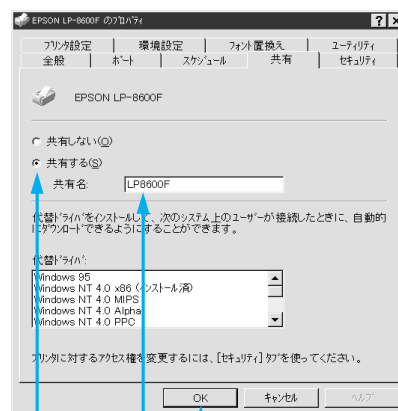 EPSON LP-8600F のプロパティ
プリンタ設定 環境設定 フォント置換え ユーティリティ
全般 ポート スケジュール 共有 セキュリティ
EPSON LP-8600F
共有しない(O)
共有する(S)
共有名: LP8600F
代替ドライバをインストールして、次のシステム上のユーザーが接続したときに、自動的
にダウンロードできるようにすることができます。
代替ドライバ:
Windows 95
Windows NT 4.0 x86 (インストール済)
Windows NT 4.0 MIPS
Windows NT 4.0 Alpha
Windows NT 4.0 PPC
プリンタに対するアクセス権を変更するには、[セキュリティ] タブを使ってください。
OK キャンセル ヘルプ